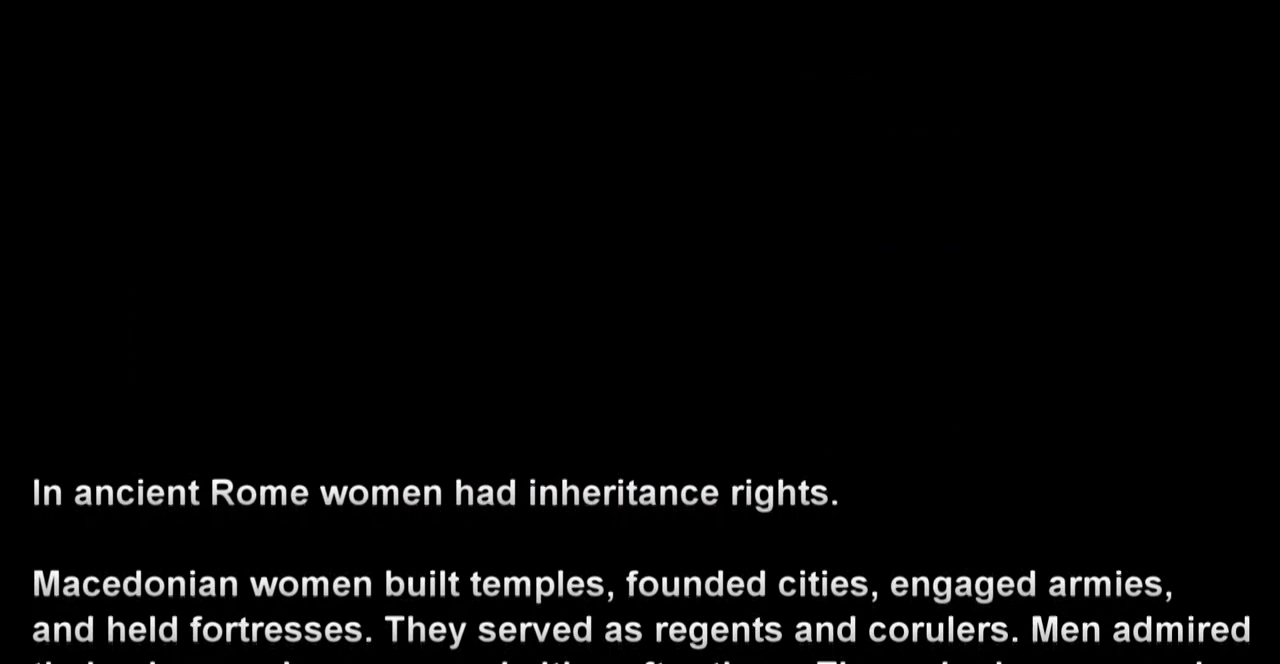 In ancient Rome women had inheritance rights.
Macedonian women built temples, founded cities, engaged armies,
and held fortresses. They served as regents and corulers. Men admired